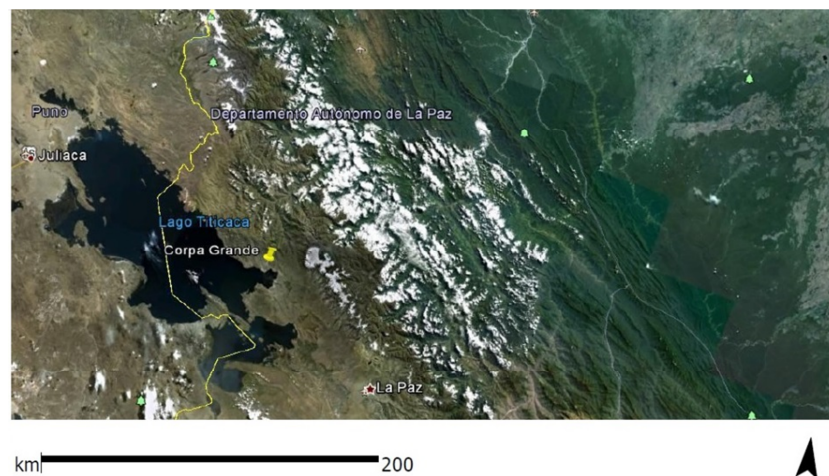 Departamento Autónomo de La Paz
Puno
Juliaca
Lago Titicaca
Corpa Grande
La Paz
km 200